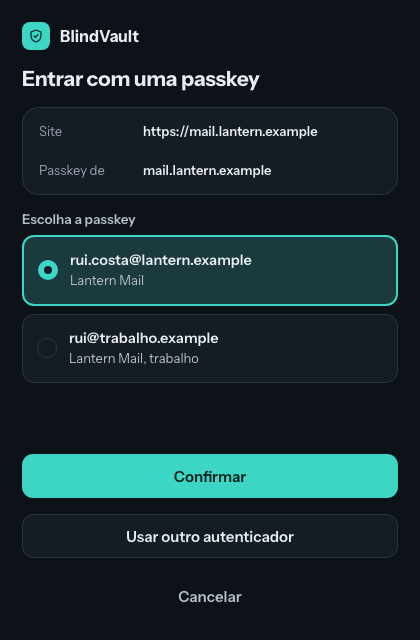 BlindVault
Entrar com uma passkey
Site https://mail.lantern.example
Passkey de mail.lantern.example
Escolha a passkey
rui.costa@lantern.example
Lantern Mail
rui@trabalho.example
Lantern Mail, trabalho
Confirmar
Usar outro autenticador
Cancelar